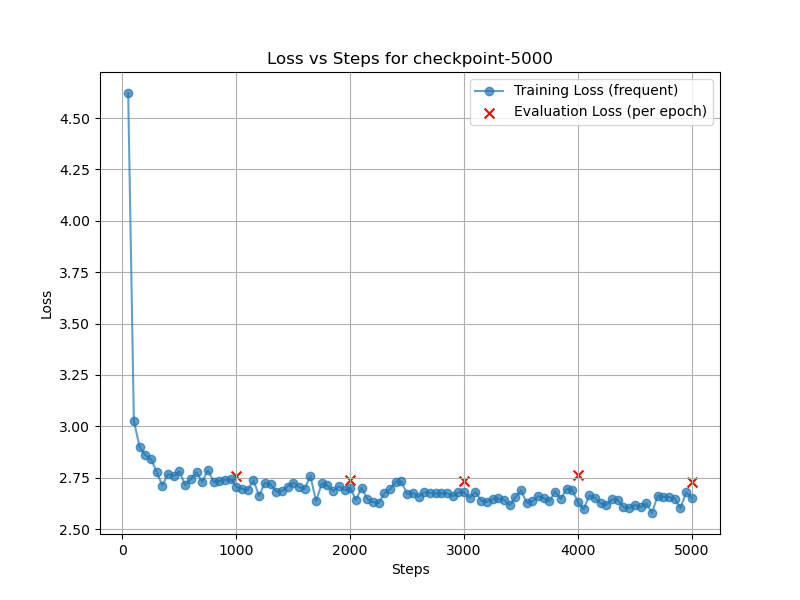 Loss vs Steps for checkpoint-5000
Training Loss (frequent)
Evaluation Loss (per epoch)
Loss
4.50
4.25
4.00
3.75
3.50
3.25
3.00
2.75
2.50
0 1000 2000 3000 4000 5000
Steps